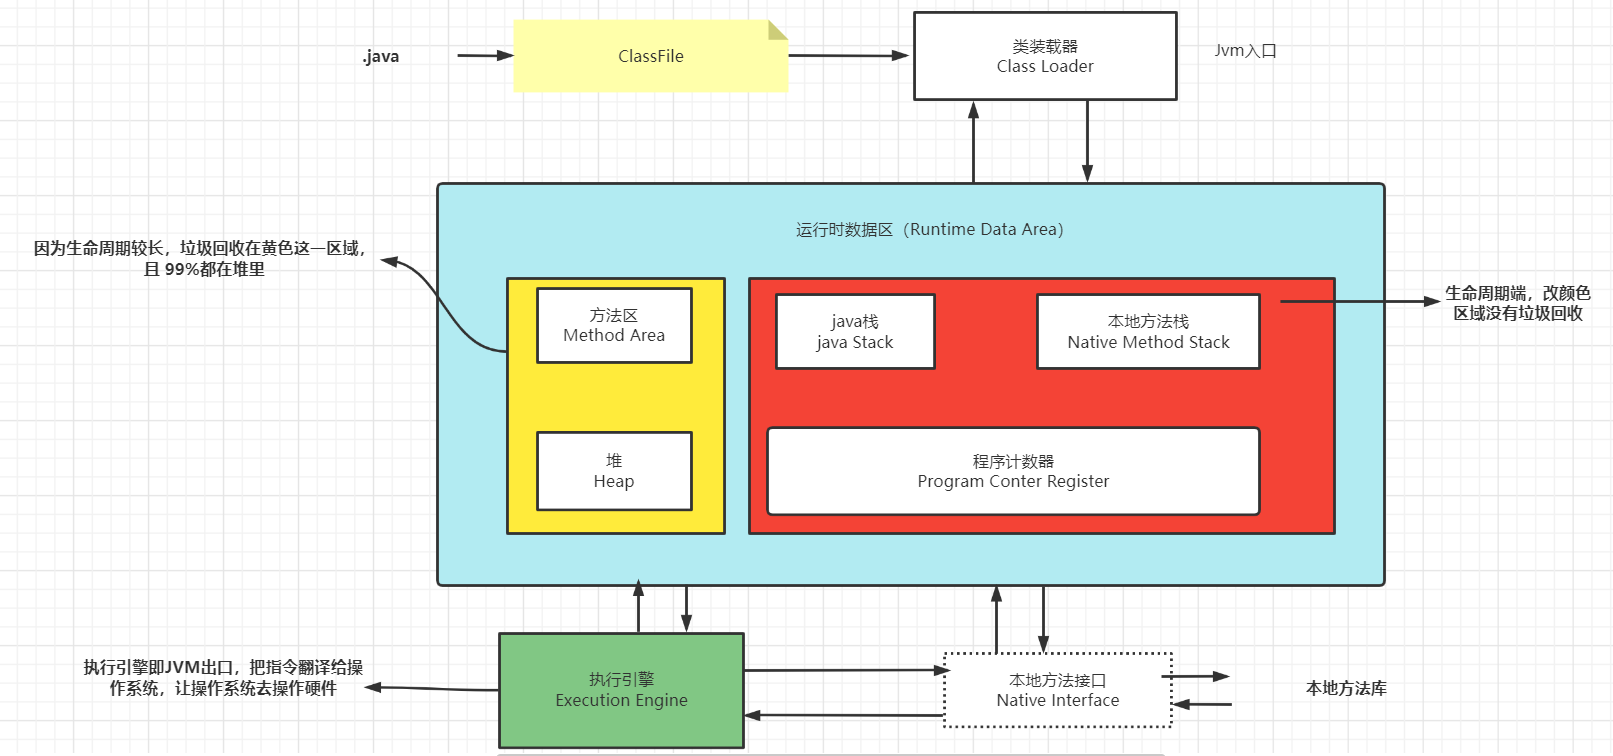 .java
ClassFile
类装载器
Class Loader
Jvm入口
运行时数据区（Runtime Data Area）
因为生命周期较长，垃圾回收在黄色这一区域，
且 99%都在堆里
方法区
Method Area
java栈
java Stack
本地方法栈
Native Method Stack
生命周期端，改颜色
区域没有垃圾回收
堆
Heap
程序计数器
Program Conter Register
执行引擎即JVM出口，把指令翻译给操
作系统，让操作系统去操作硬件
执行引擎
Execution Engine
本地方法接口
Native Interface
本地方法库